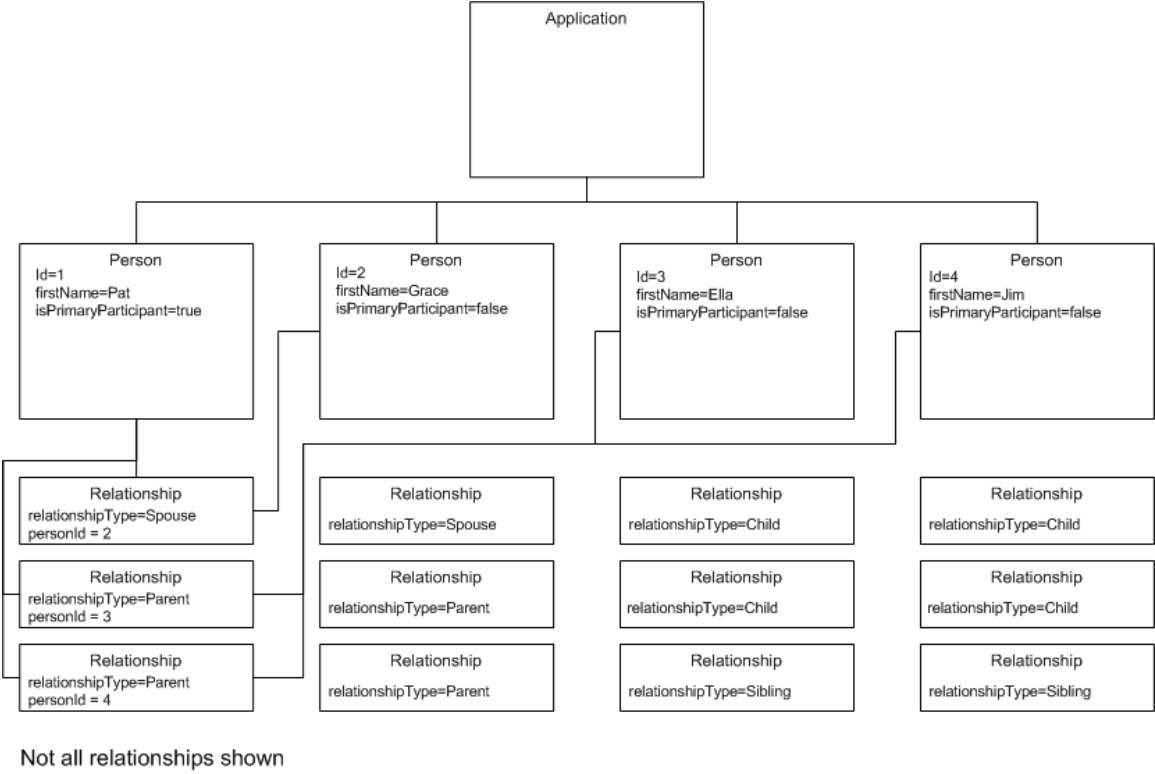 Application
Person
Id=1
firstName=Pat
isPrimaryParticipant=true
Person
Id=2
firstName=Grace
isPrimaryParticipant=false
Person
Id=3
firstName=Ella
isPrimaryParticipant=false
Person
Id=4
firstName=Jim
isPrimaryParticipant=false
Relationship
relationshipType=Spouse
personId = 2
Relationship
relationshipType=Spouse
Relationship
relationshipType=Child
Relationship
relationshipType=Child
Relationship
relationshipType=Parent
personId = 3
Relationship
relationshipType=Parent
Relationship
relationshipType=Child
Relationship
relationshipType=Child
Relationship
relationshipType=Parent
personId = 4
Relationship
relationshipType=Parent
Relationship
relationshipType=Sibling
Relationship
relationshipType=Sibling
Not all relationships shown